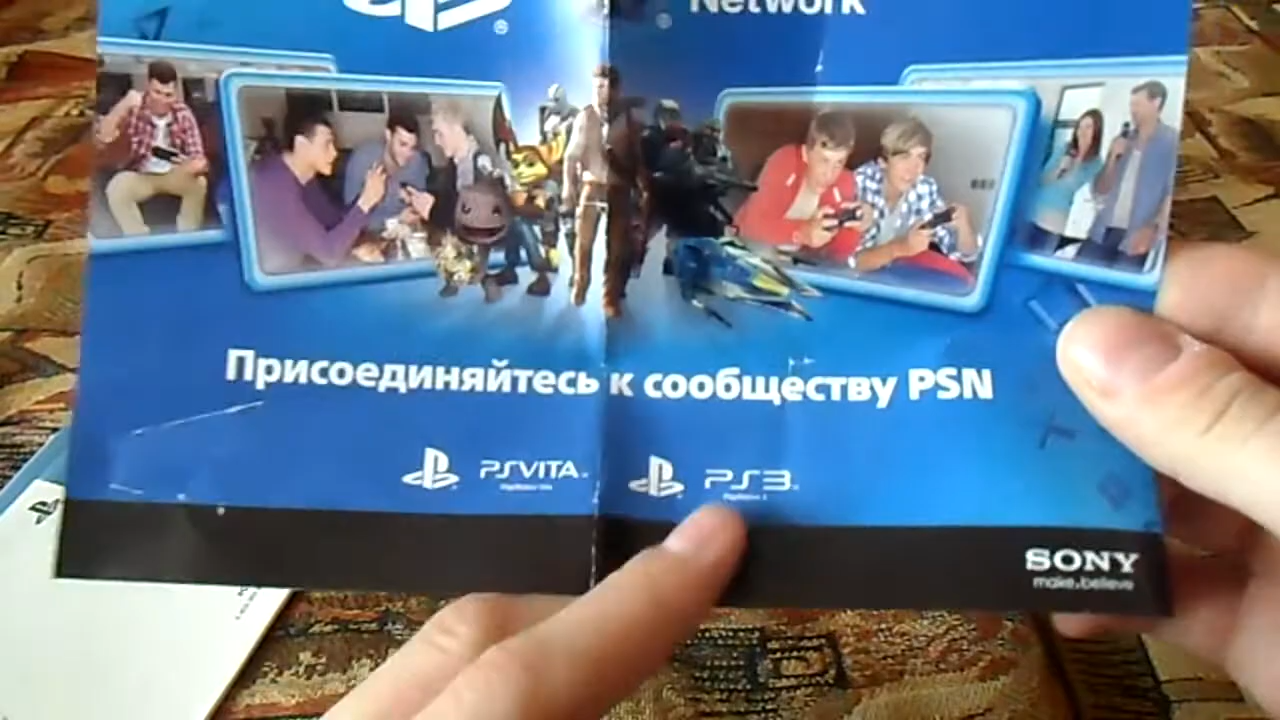 Network
Присоединяйтесь к сообществу PSN
PSVITA PS3
SONY
make.believe